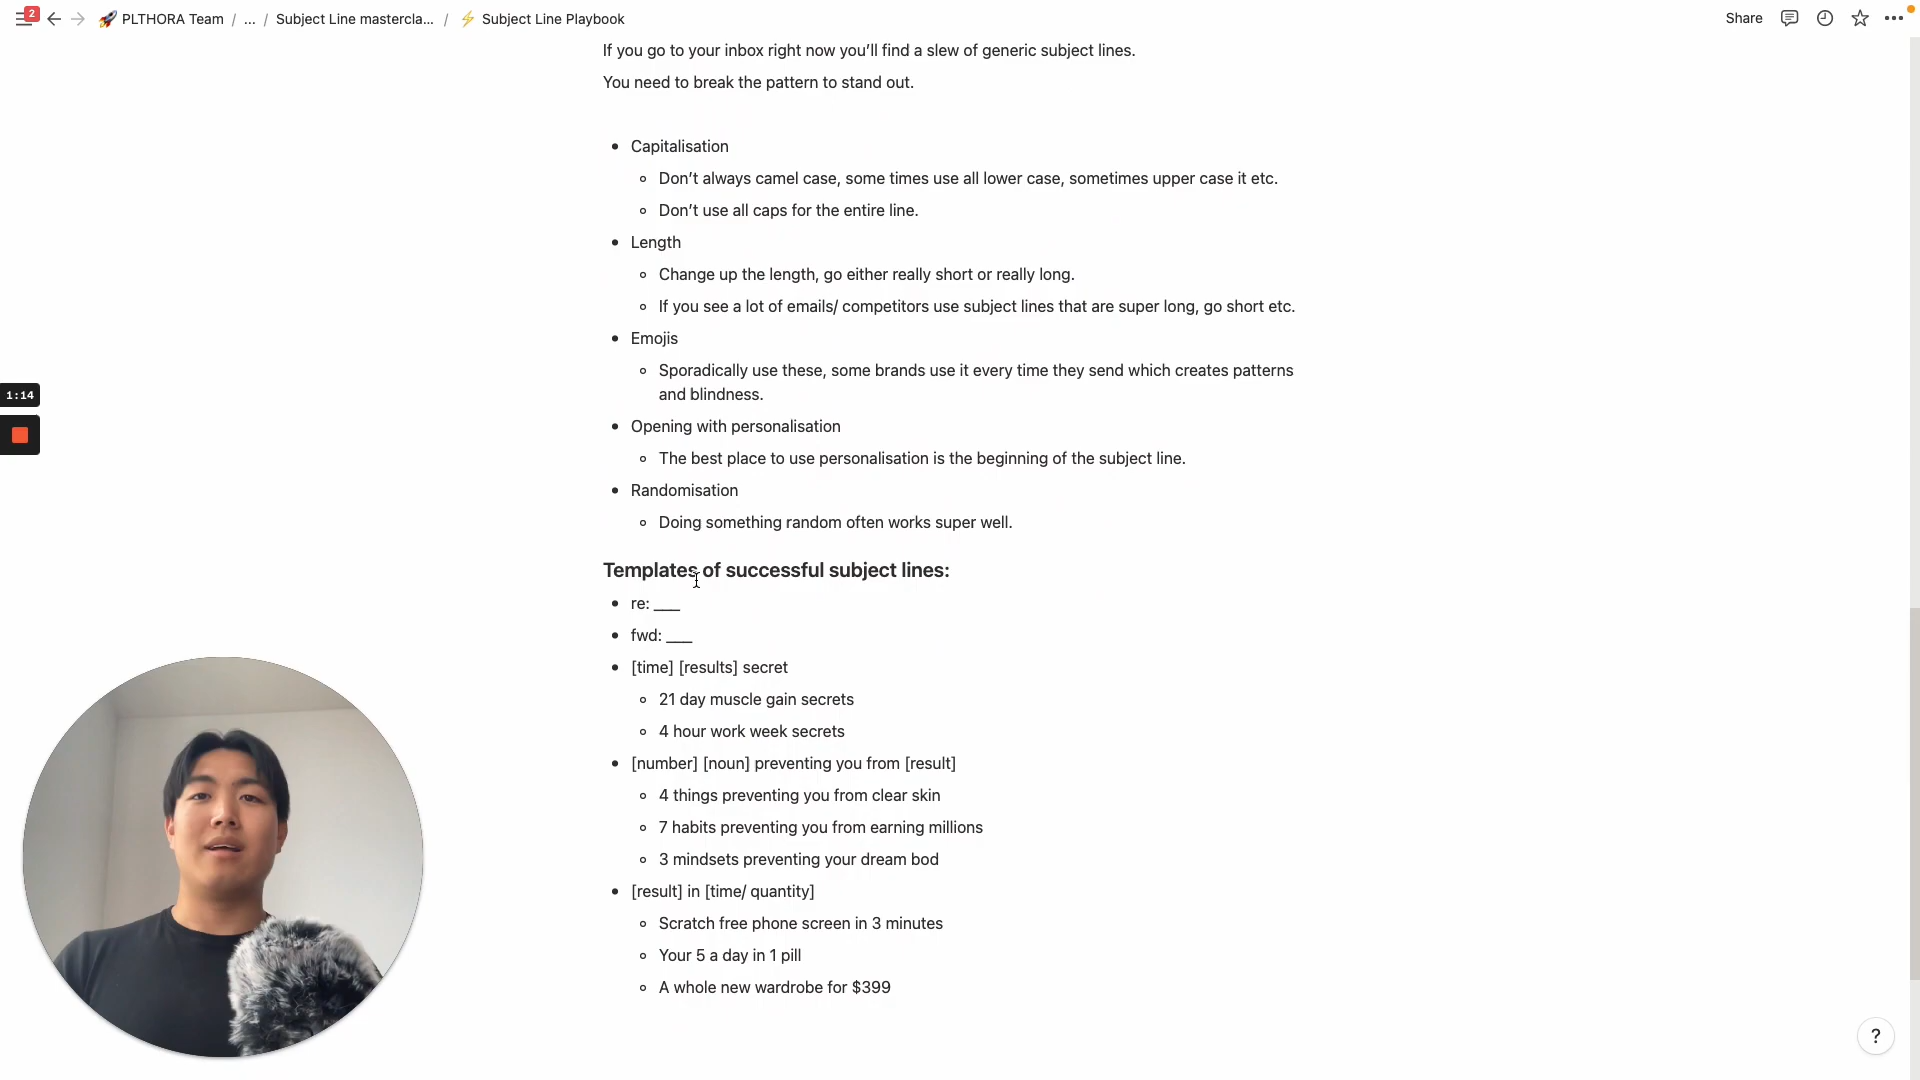 2
PLTHORA Team / ... / Subject Line mastercla... / Subject Line Playbook
Share
If you go to your inbox right now you’ll find a slew of generic subject lines.
You need to break the pattern to stand out.
• Capitalisation
◦ Don’t always camel case, some times use all lower case, sometimes upper case it etc.
◦ Don’t use all caps for the entire line.
• Length
◦ Change up the length, go either really short or really long.
◦ If you see a lot of emails/ competitors use subject lines that are super long, go short etc.
• Emojis
◦ Sporadically use these, some brands use it every time they send which creates patterns
and blindness.
• Opening with personalisation
◦ The best place to use personalisation is the beginning of the subject line.
• Randomisation
◦ Doing something random often works super well.
1:14
Templates of successful subject lines:
• re: ___
• fwd: ___
• [time] [results] secret
◦ 21 day muscle gain secrets
◦ 4 hour work week secrets
• [number] [noun] preventing you from [result]
◦ 4 things preventing you from clear skin
◦ 7 habits preventing you from earning millions
◦ 3 mindsets preventing your dream bod
• [result] in [time/ quantity]
◦ Scratch free phone screen in 3 minutes
◦ Your 5 a day in 1 pill
◦ A whole new wardrobe for $399
?